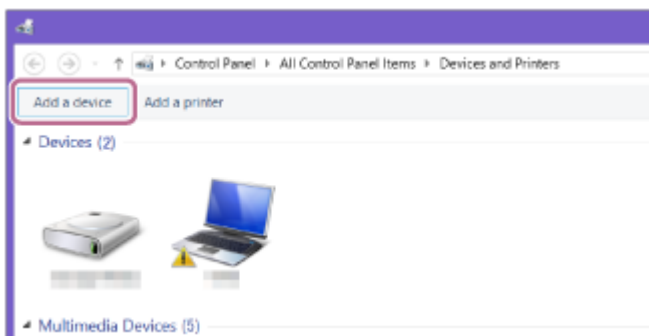 Control Panel ▸ All Control Panel Items ▸ Devices and Printers
Add a device Add a printer
Devices (2)
Multimedia Devices (5)